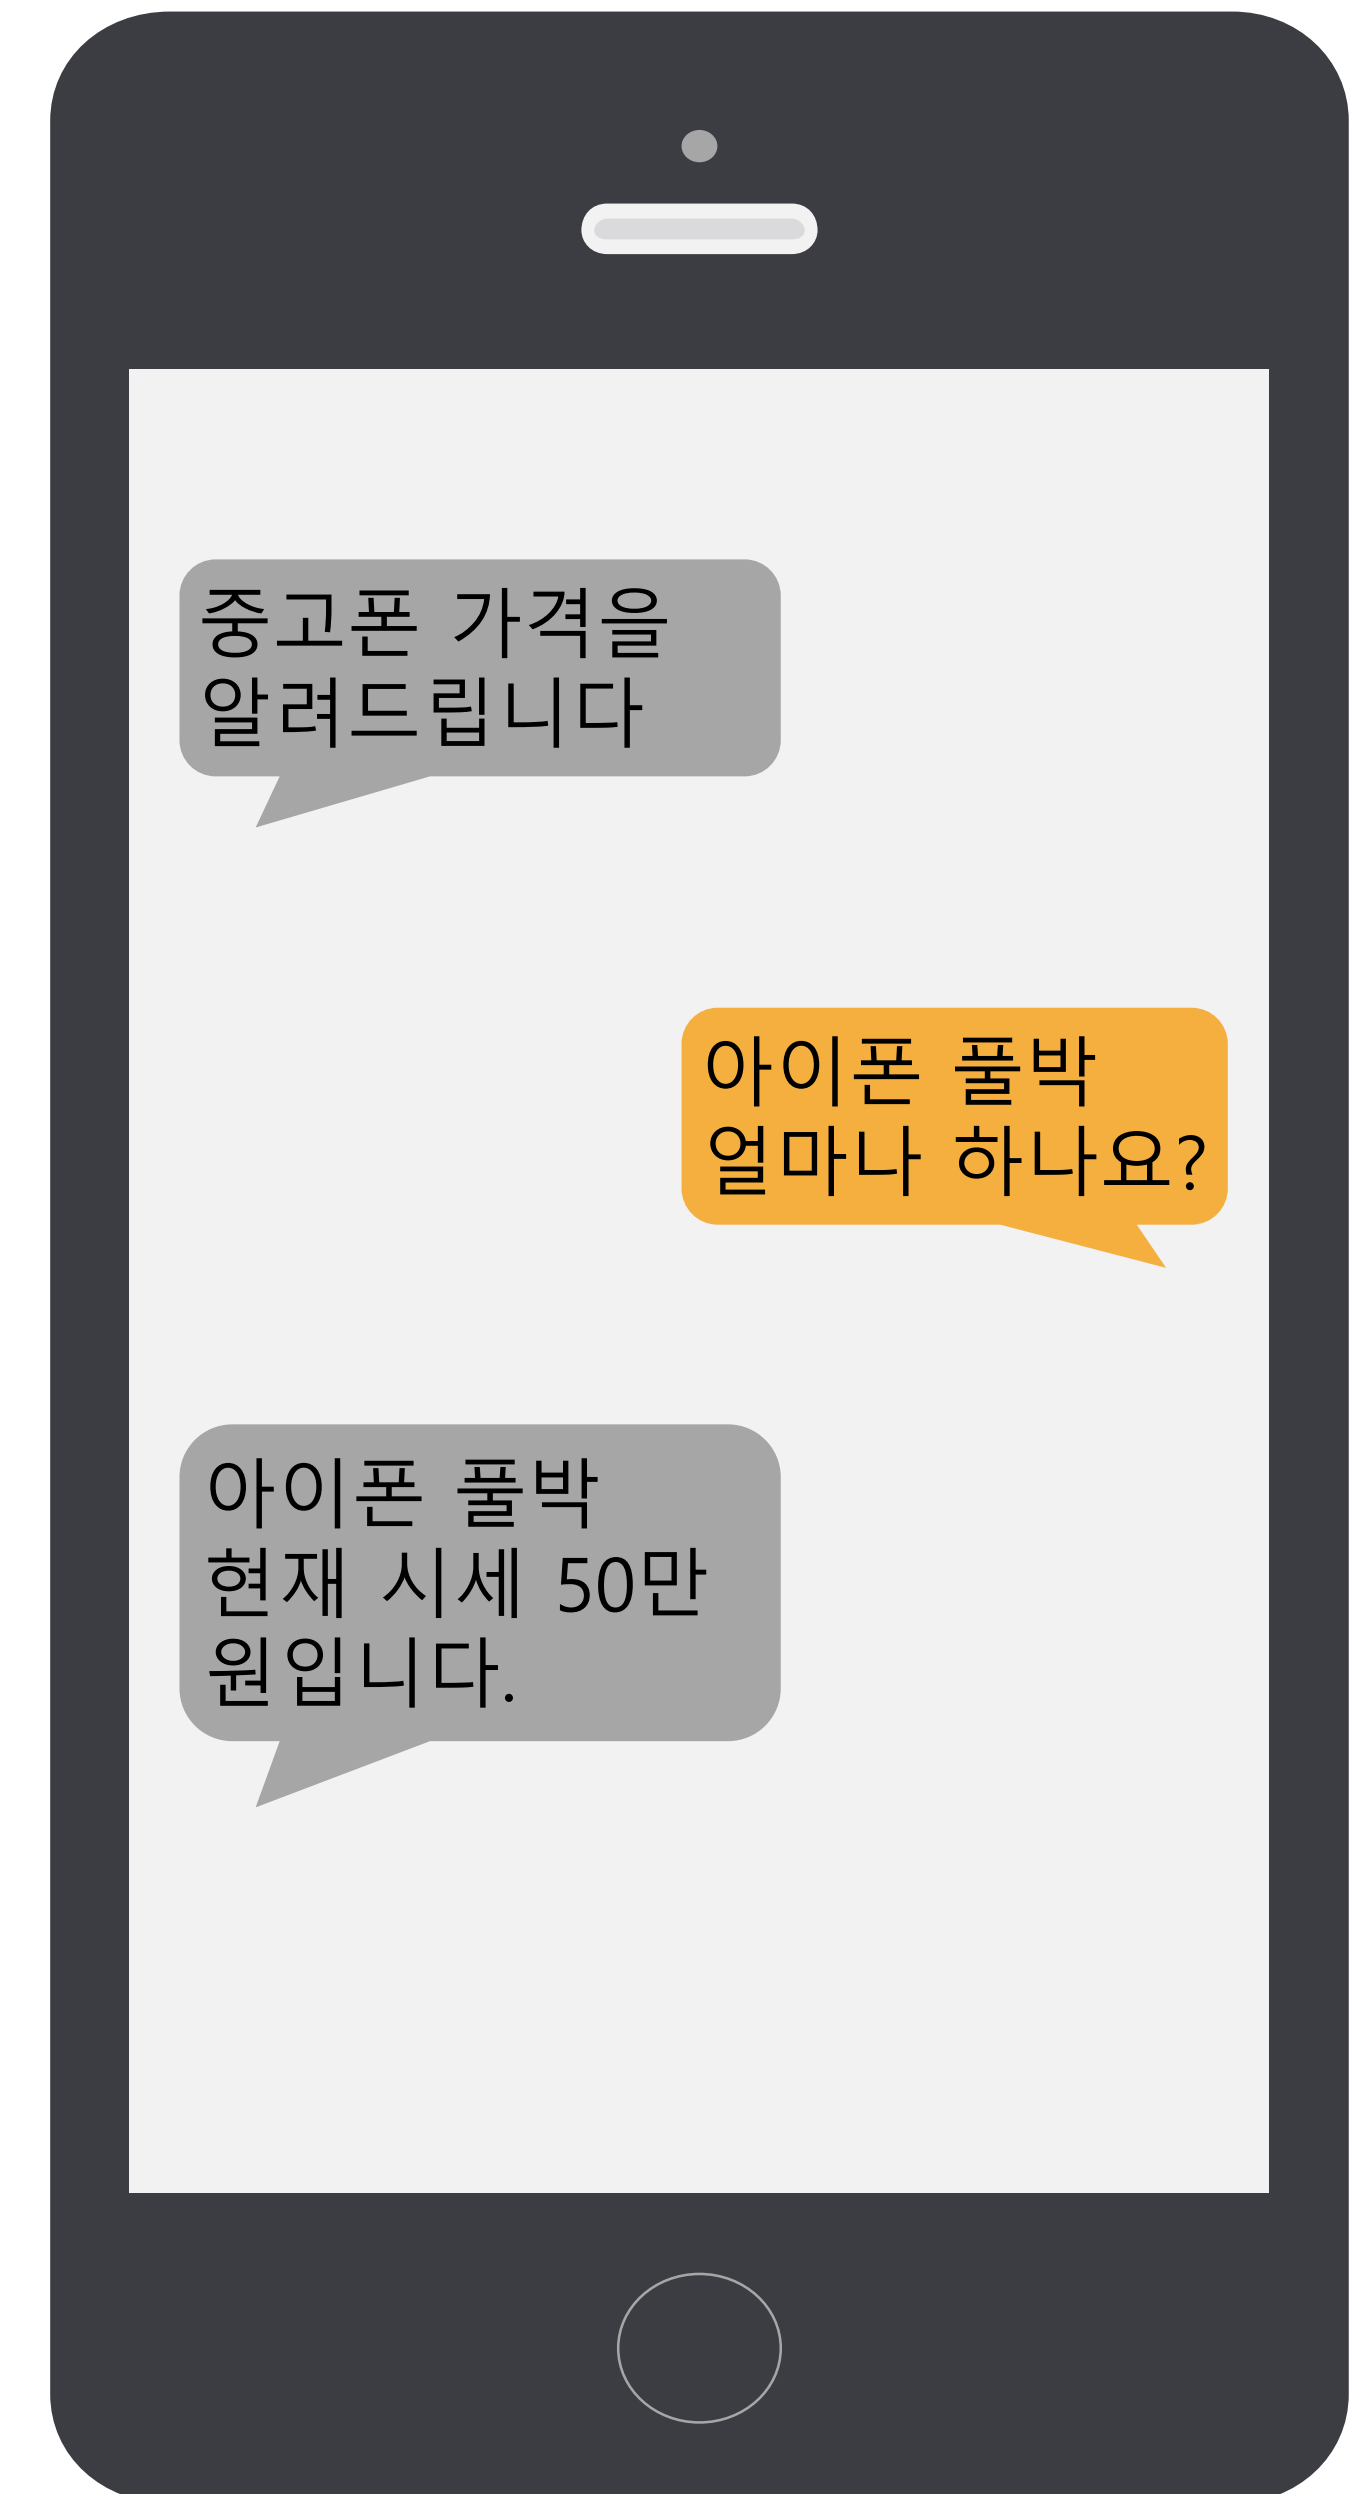 중고폰 가격을
알려드립니다
아이폰 풀박
얼마나 하나요?
아이폰 풀박
현재 시세 50만
원입니다.